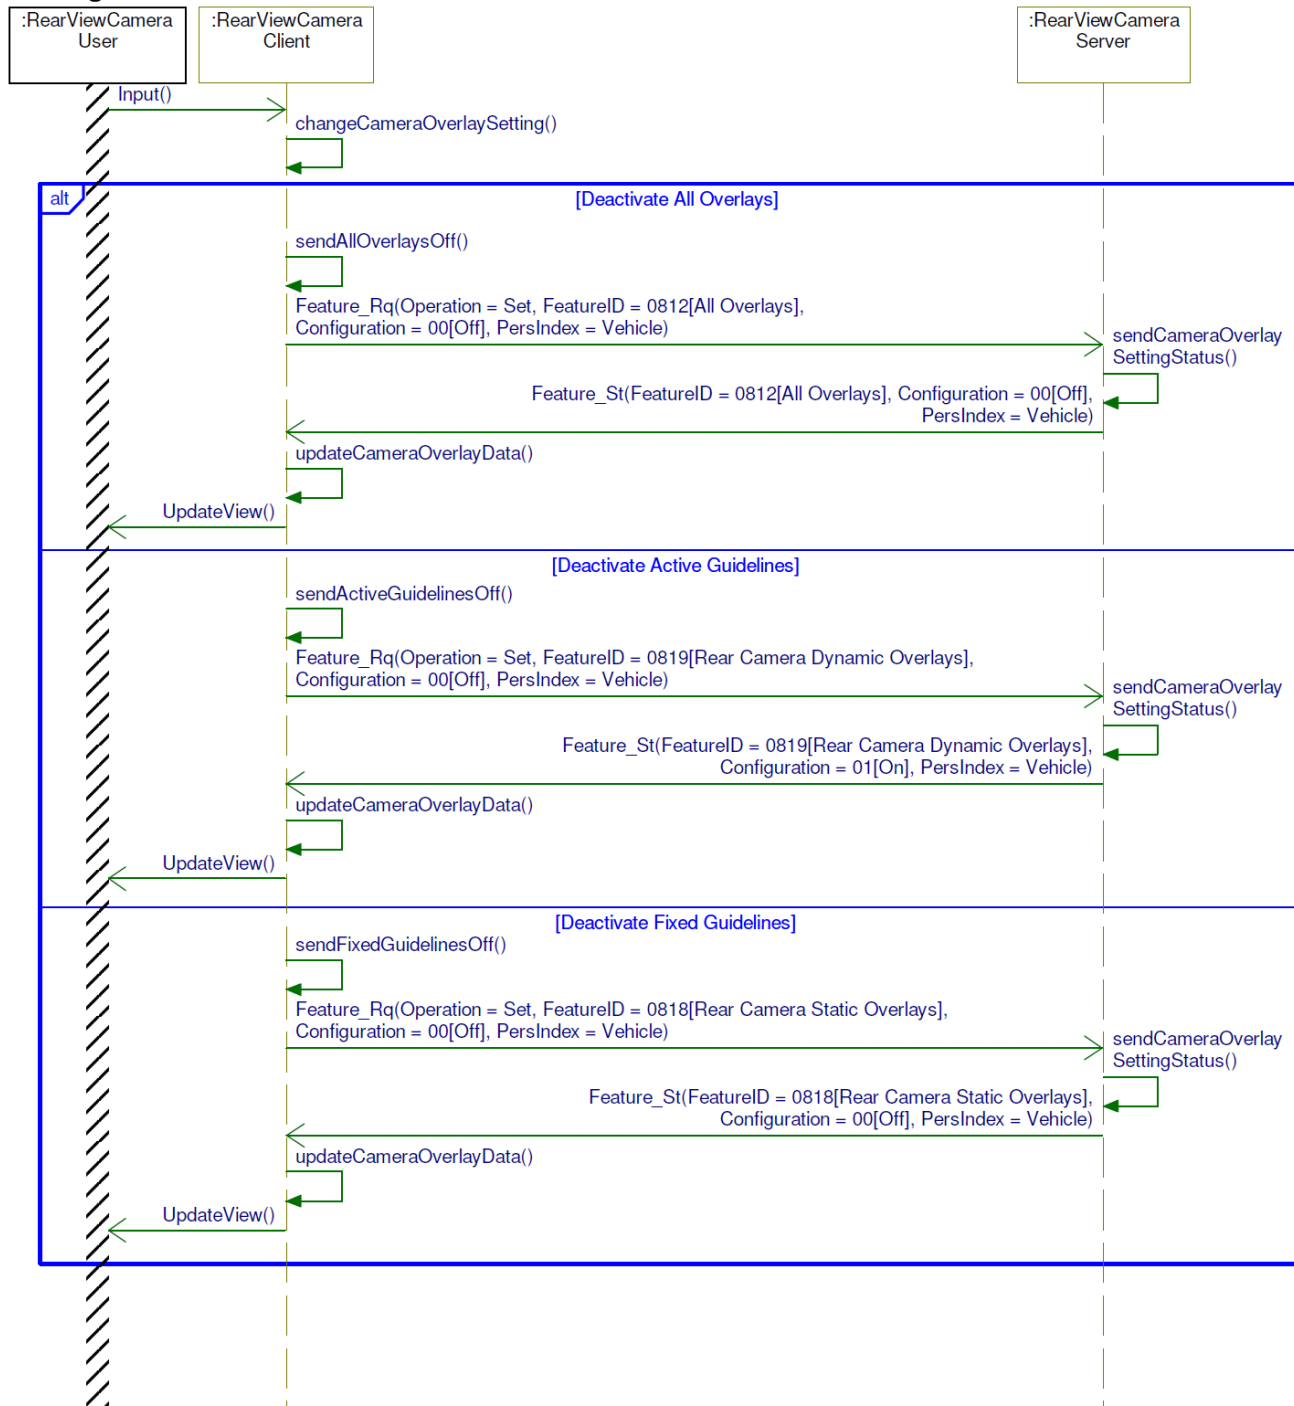 :RearViewCamera
User
:RearViewCamera
Client
:RearViewCamera
Server
Input()
changeCameraOverlaySetting()
alt
[Deactivate All Overlays]
sendAllOverlaysOff()
Feature_Rq(Operation = Set, FeatureID = 0812[All Overlays],
Configuration = 00[Off], PersIndex = Vehicle)
sendCameraOverlay
SettingStatus()
Feature_St(FeatureID = 0812[All Overlays], Configuration = 00[Off],
PersIndex = Vehicle)
updateCameraOverlayData()
UpdateView()
[Deactivate Active Guidelines]
sendActiveGuidelinesOff()
Feature_Rq(Operation = Set, FeatureID = 0819[Rear Camera Dynamic Overlays],
Configuration = 00[Off], PersIndex = Vehicle)
sendCameraOverlay
SettingStatus()
Feature_St(FeatureID = 0819[Rear Camera Dynamic Overlays],
Configuration = 01[On], PersIndex = Vehicle)
updateCameraOverlayData()
UpdateView()
[Deactivate Fixed Guidelines]
sendFixedGuidelinesOff()
Feature_Rq(Operation = Set, FeatureID = 0818[Rear Camera Static Overlays],
Configuration = 00[Off], PersIndex = Vehicle)
sendCameraOverlay
SettingStatus()
Feature_St(FeatureID = 0818[Rear Camera Static Overlays],
Configuration = 00[Off], PersIndex = Vehicle)
updateCameraOverlayData()
UpdateView()